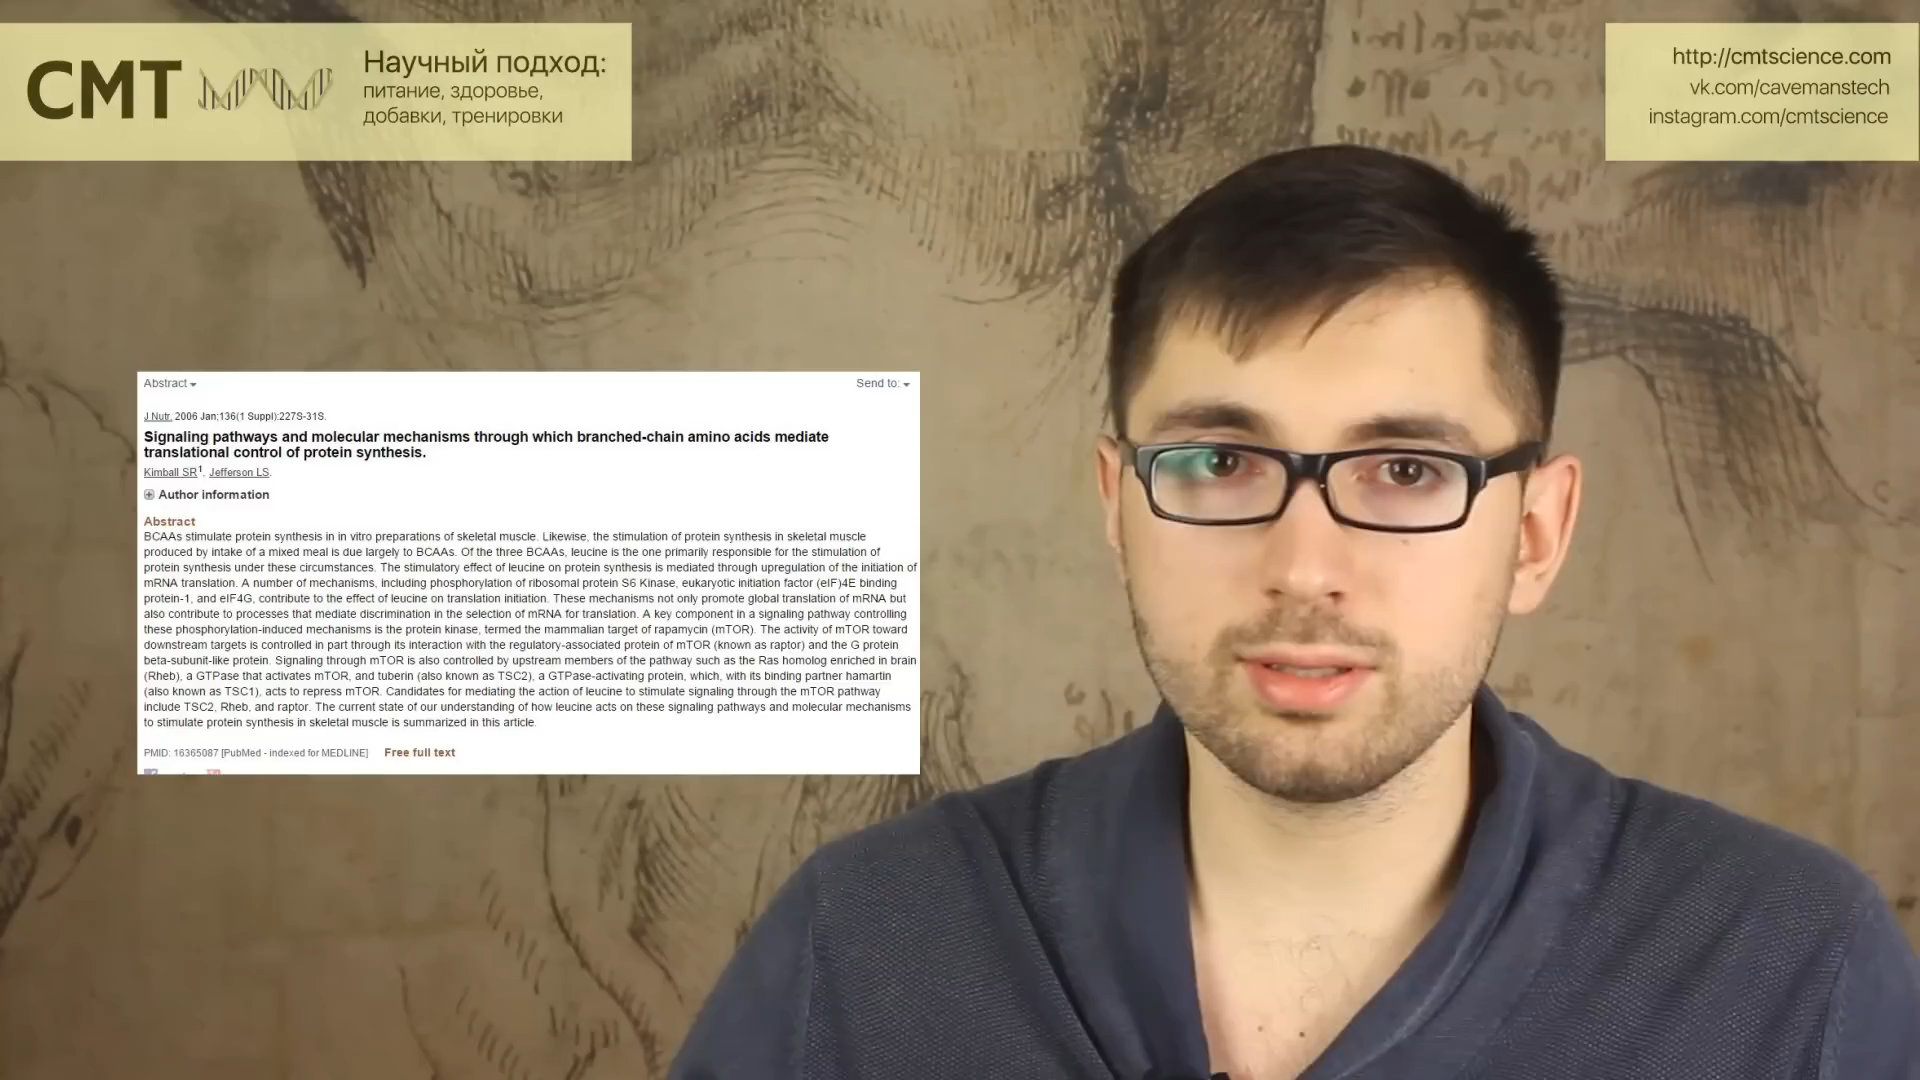 CMT
Научный подход:
питание, здоровье,
добавки, тренировки
http://cmtscience.com
vk.com/cavemanstech
instagram.com/cmtscience
Abstract
Send to:
J Nutr. 2006 Jan;136(1 Suppl):227S-31S.
Signaling pathways and molecular mechanisms through which branched-chain amino acids mediate
translational control of protein synthesis.
Kimball SR1, Jefferson LS.
Author information
Abstract
BCAAs stimulate protein synthesis in in vitro preparations of skeletal muscle. Likewise, the stimulation of protein synthesis in skeletal muscle
produced by intake of a mixed meal is due largely to BCAAs. Of the three BCAAs, leucine is the one primarily responsible for the stimulation of
protein synthesis under these circumstances. The stimulatory effect of leucine on protein synthesis is mediated through upregulation of the initiation of
mRNA translation. A number of mechanisms, including phosphorylation of ribosomal protein S6 Kinase, eukaryotic initiation factor (eIF)4E binding
protein-1, and eIF4G, contribute to the effect of leucine on translation initiation. These mechanisms not only promote global translation of mRNA but
also contribute to processes that mediate discrimination in the selection of mRNA for translation. A key component in a signaling pathway controlling
these phosphorylation-induced mechanisms is the protein kinase, termed the mammalian target of rapamycin (mTOR). The activity of mTOR toward
downstream targets is controlled in part through its interaction with the regulatory-associated protein of mTOR (known as raptor) and the G protein
beta-subunit-like protein. Signaling through mTOR is also controlled by upstream members of the pathway such as the Ras homolog enriched in brain
(Rheb), a GTPase that activates mTOR, and tuberin (also known as TSC2), a GTPase-activating protein, which, with its binding partner hamartin
(also known as TSC1), acts to repress mTOR. Candidates for mediating the action of leucine to stimulate signaling through the mTOR pathway
include TSC2, Rheb, and raptor. The current state of our understanding of how leucine acts on these signaling pathways and molecular mechanisms
to stimulate protein synthesis in skeletal muscle is summarized in this article.
PMID: 16365087 [PubMed - indexed for MEDLINE]
Free full text